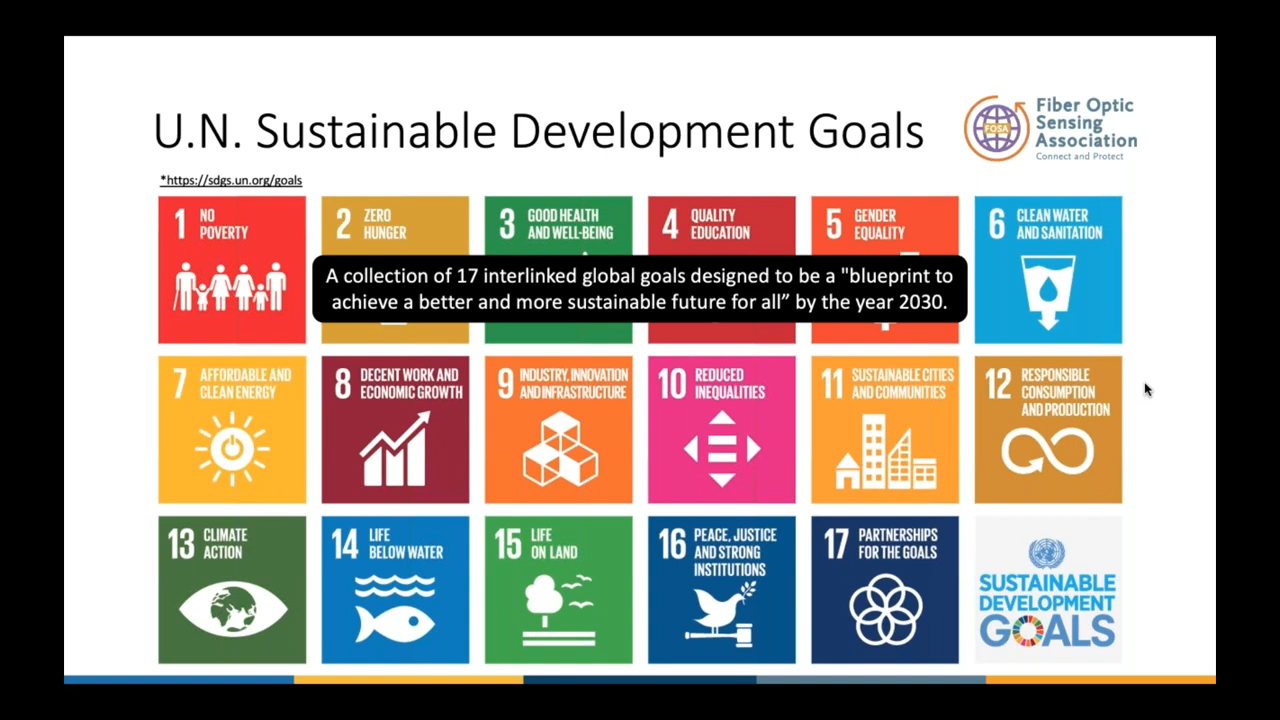 U.N. Sustainable Development Goals
FOSA
Fiber Optic
Sensing
Association
Connect and Protect
*https://sdgs.un.org/goals
1 NO
POVERTY
2 ZERO
HUNGER
3 GOOD HEALTH
AND WELL-BEING
4 QUALITY
EDUCATION
5 GENDER
EQUALITY
6 CLEAN WATER
AND SANITATION
A collection of 17 interlinked global goals designed to be a "blueprint to
achieve a better and more sustainable future for all” by the year 2030.
7 AFFORDABLE AND
CLEAN ENERGY
8 DECENT WORK AND
ECONOMIC GROWTH
9 INDUSTRY, INNOVATION
AND INFRASTRUCTURE
10 REDUCED
INEQUALITIES
11 SUSTAINABLE CITIES
AND COMMUNITIES
12 RESPONSIBLE
CONSUMPTION
AND PRODUCTION
13 CLIMATE
ACTION
14 LIFE
BELOW WATER
15 LIFE
ON LAND
16 PEACE, JUSTICE
AND STRONG
INSTITUTIONS
17 PARTNERSHIPS
FOR THE GOALS
SUSTAINABLE
DEVELOPMENT
GOALS